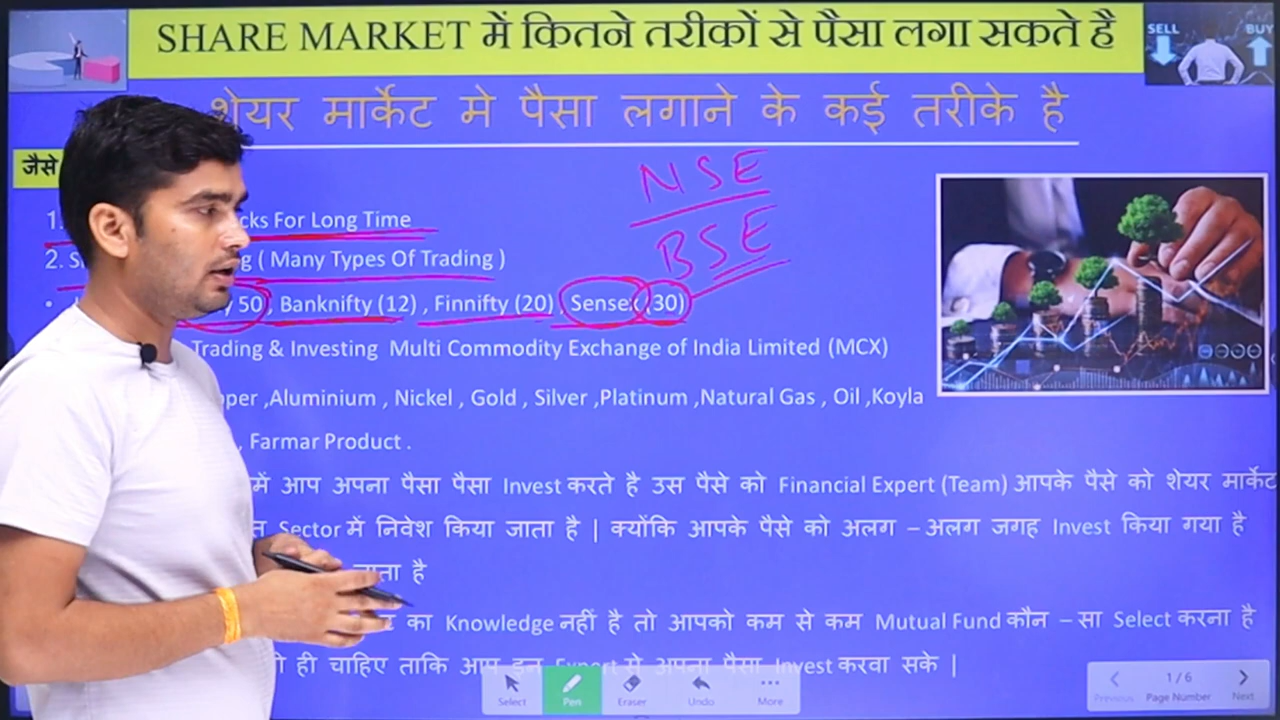 SHARE MARKET में कितने तरीकों से पैसा लगा सकते है
SELL
BUY
शेयर मार्केट मे पैसा लगाने के कई तरीके है
जैसे
NSE
BSE
1. cks For Long Time
2. S g ( Many Types Of Trading )
• y 50 , Banknifty (12) , Finnifty (20) Sensex (30)
Trading & Investing Multi Commodity Exchange of India Limited (MCX)
per ,Aluminium , Nickel , Gold , Silver ,Platinum ,Natural Gas , Oil ,Koyla
, Farmar Product .
में आप अपना पैसा पैसा Invest करते है उस पैसे को Financial Expert (Team) आपके पैसे को शेयर मार्केट
न Sector में निवेश किया जाता है | क्योंकि आपके पैसे को अलग – अलग जगह Invest किया गया है
जाता है
का Knowledge नहीं है तो आपको कम से कम Mutual Fund कौन – सा Select करना है
ही चाहिए ताकि आप इन Expert से अपना पैसा Invest करवा सके |
Select
Pen
Eraser
Undo
More
Previous
1 / 6
Page Number
Next